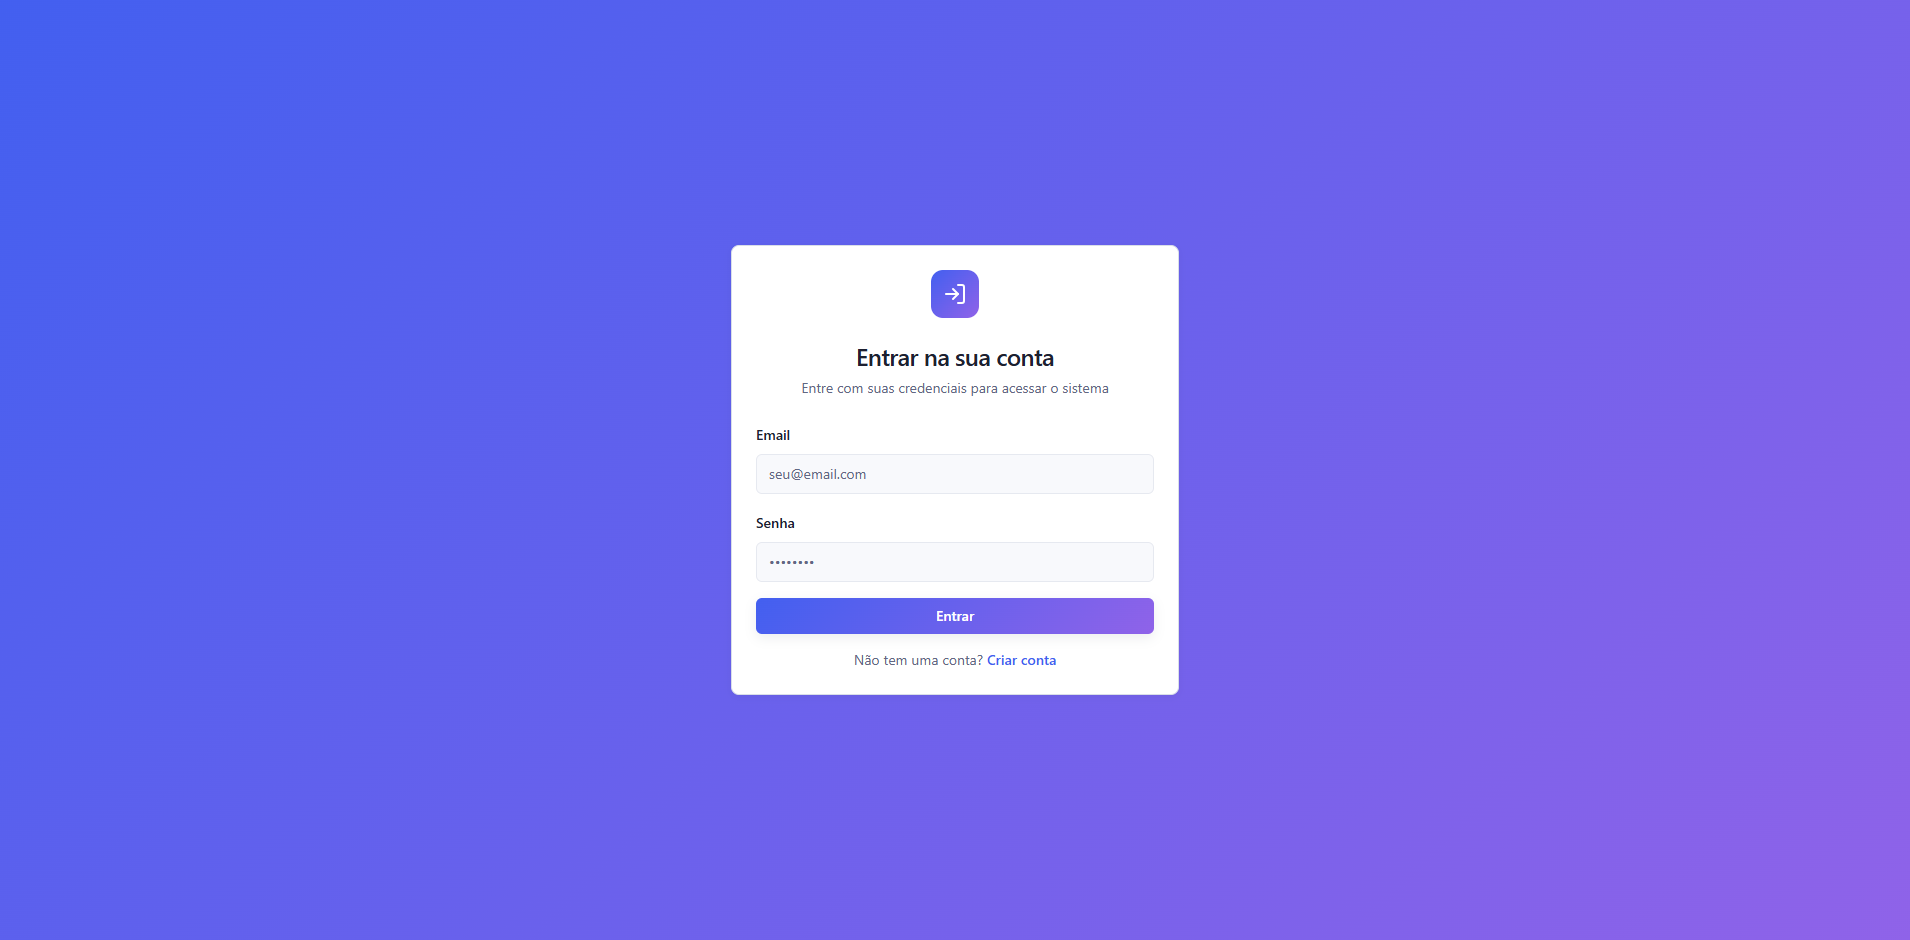 Entrar na sua conta
Entre com suas credenciais para acessar o sistema
Email
seu@email.com
Senha
••••••••
Entrar
Não tem uma conta? Criar conta